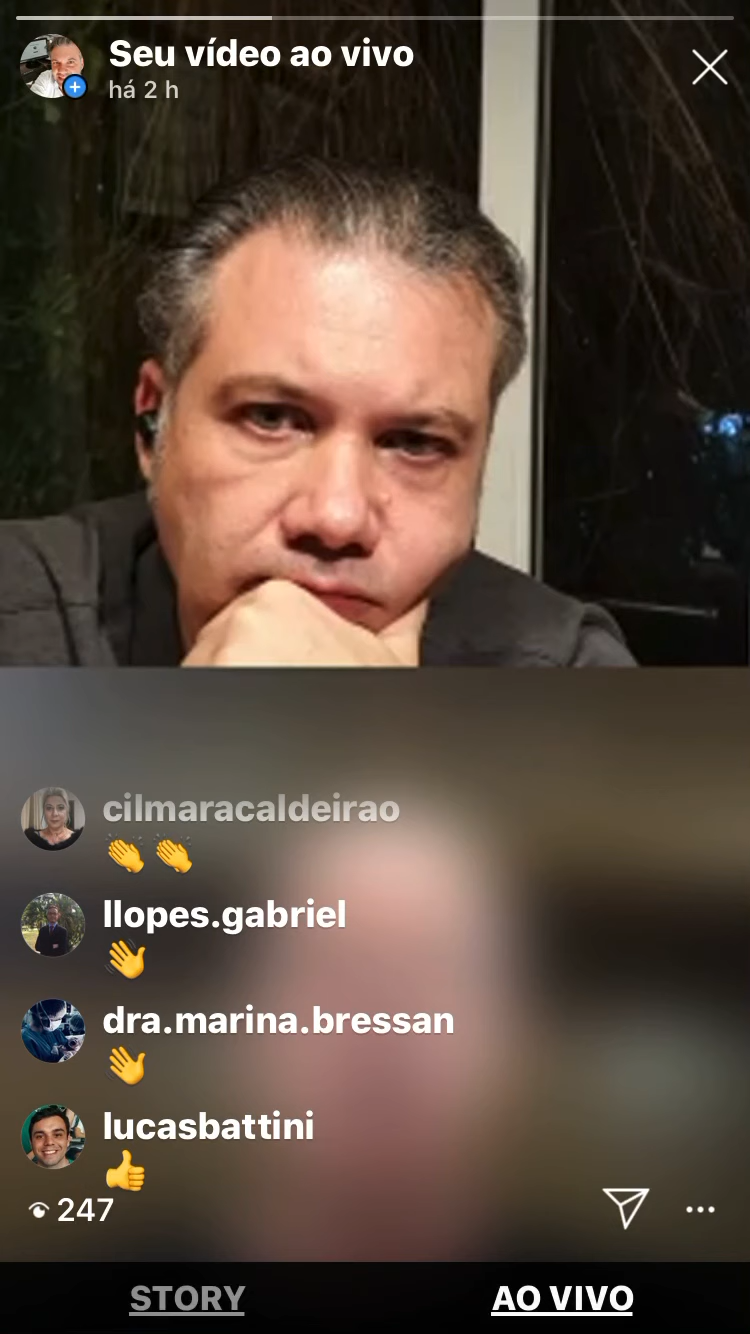 Seu vídeo ao vivo
há 2 h
cilmaracaldeirao
👏 👏
llopes.gabriel
👋
dra.marina.bressan
👋
lucasbattini
👍
247
STORY
AO VIVO